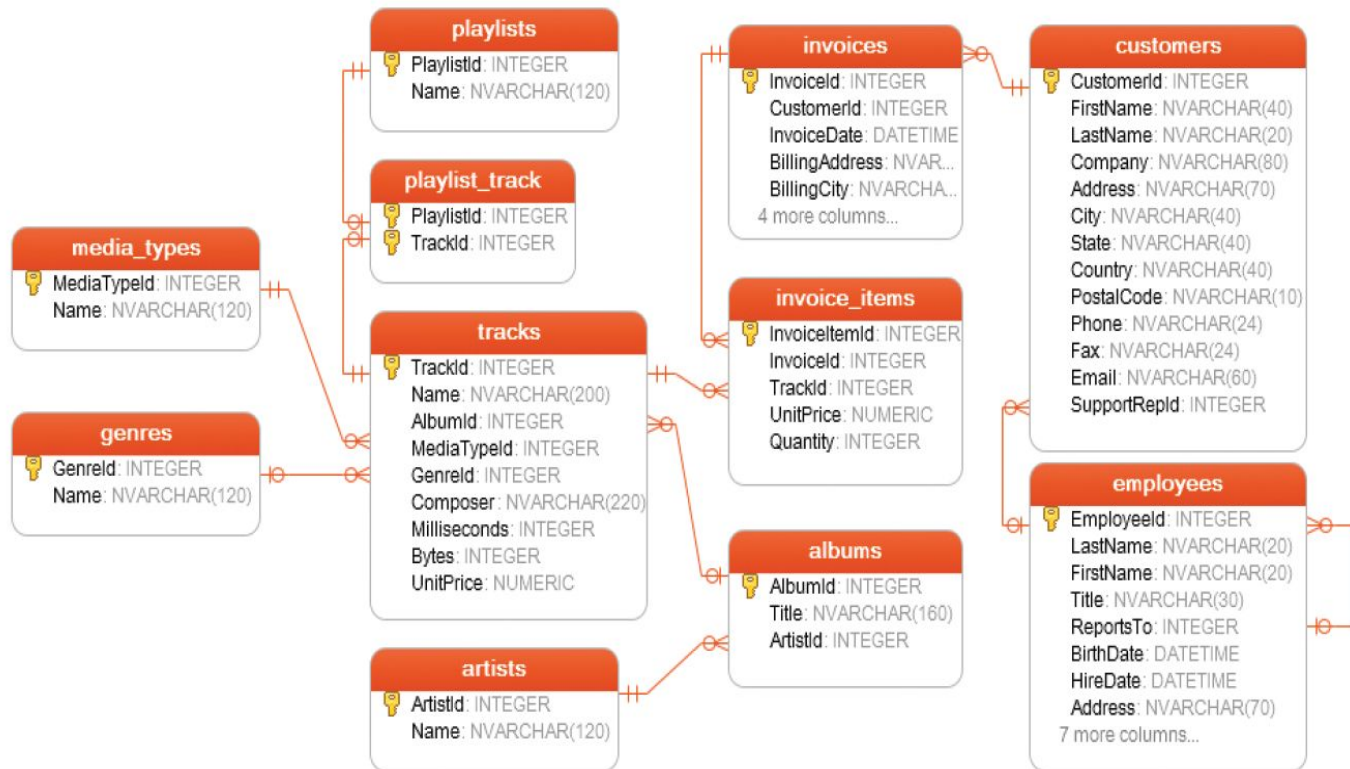 playlists
PlaylistId: INTEGER
Name: NVARCHAR(120)
playlist_track
PlaylistId: INTEGER
TrackId: INTEGER
media_types
MediaTypeId: INTEGER
Name: NVARCHAR(120)
genres
GenreId: INTEGER
Name: NVARCHAR(120)
tracks
TrackId: INTEGER
Name: NVARCHAR(200)
AlbumId: INTEGER
MediaTypeId: INTEGER
GenreId: INTEGER
Composer: NVARCHAR(220)
Milliseconds: INTEGER
Bytes: INTEGER
UnitPrice: NUMERIC
artists
ArtistId: INTEGER
Name: NVARCHAR(120)
invoices
InvoiceId: INTEGER
CustomerId: INTEGER
InvoiceDate: DATETIME
BillingAddress: NVAR...
BillingCity: NVARCHA...
4 more columns...
invoice_items
InvoiceItemId: INTEGER
InvoiceId: INTEGER
TrackId: INTEGER
UnitPrice: NUMERIC
Quantity: INTEGER
albums
AlbumId: INTEGER
Title: NVARCHAR(160)
ArtistId: INTEGER
customers
CustomerId: INTEGER
FirstName: NVARCHAR(40)
LastName: NVARCHAR(20)
Company: NVARCHAR(80)
Address: NVARCHAR(70)
City: NVARCHAR(40)
State: NVARCHAR(40)
Country: NVARCHAR(40)
PostalCode: NVARCHAR(10)
Phone: NVARCHAR(24)
Fax: NVARCHAR(24)
Email: NVARCHAR(60)
SupportRepId: INTEGER
employees
EmployeeId: INTEGER
LastName: NVARCHAR(20)
FirstName: NVARCHAR(20)
Title: NVARCHAR(30)
ReportsTo: INTEGER
BirthDate: DATETIME
HireDate: DATETIME
Address: NVARCHAR(70)
7 more columns...